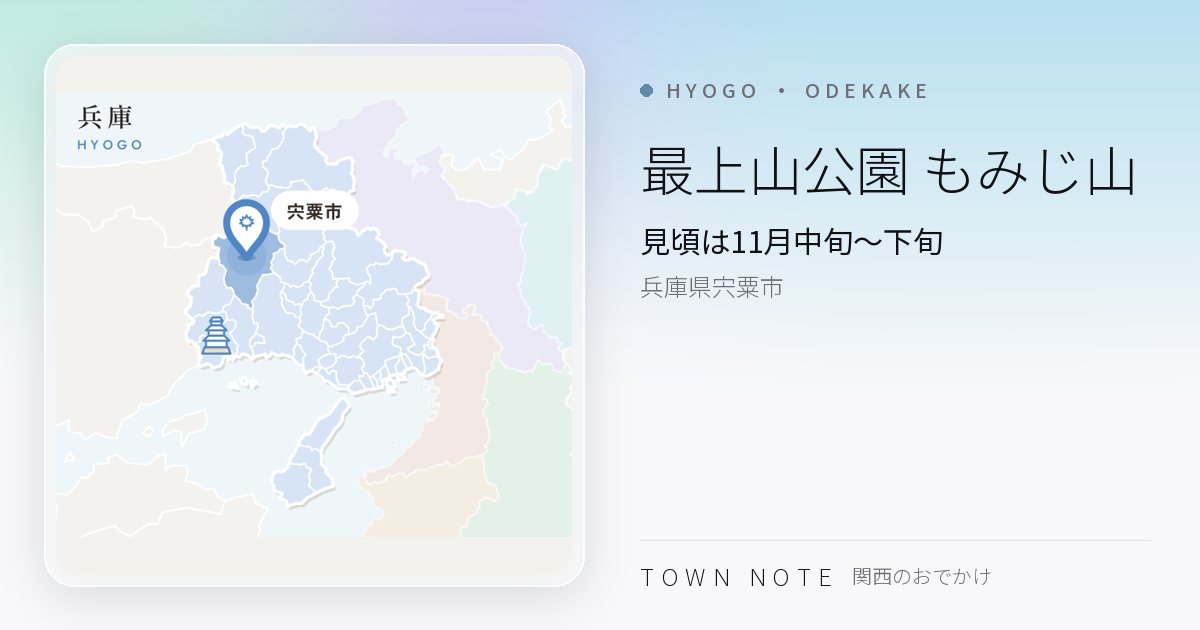 兵庫
HYOGO
宍粟市
HYOGO • ODEKAKE
最上山公園 もみじ山
見頃は11月中旬〜下旬
兵庫県宍粟市
TOWN NOTE 関西のおでかけ